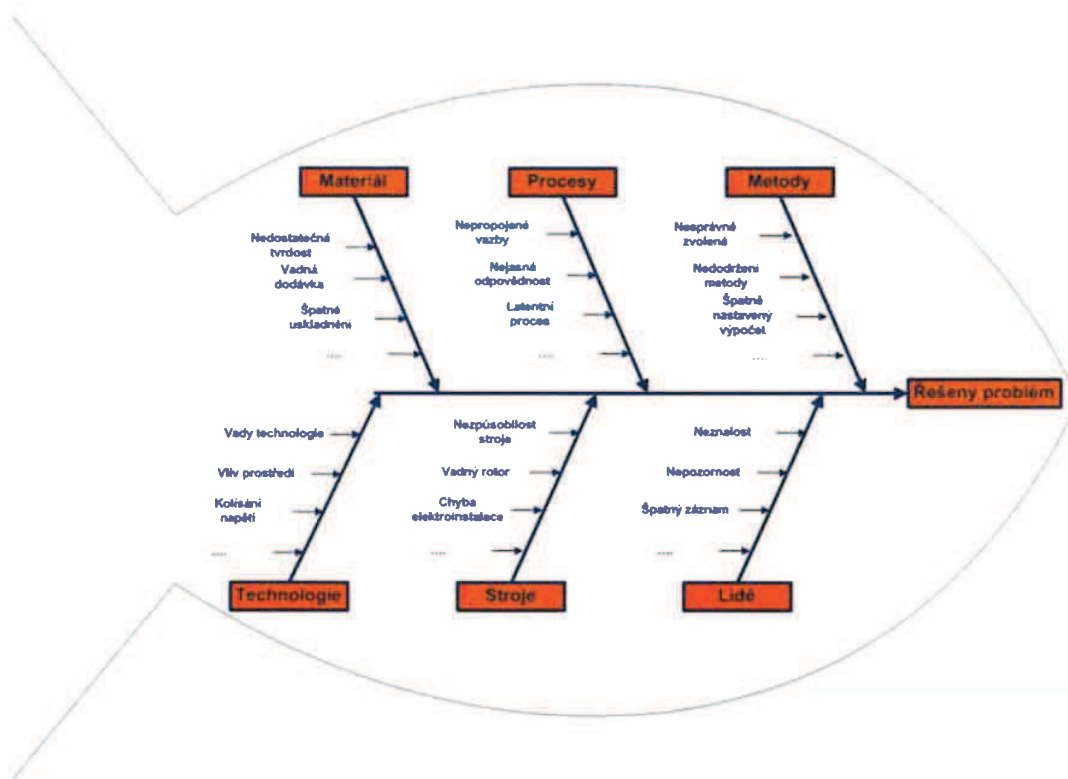 Materiál
Procesy
Metody
Nedostatečná
tvrdost
Vadná
dodávka
Špatné
uskladnění
....
Nepropojené
vazby
Nejasná
odpovědnost
Latentní
proces
....
Nesprávně
zvolená
Nedodržení
metody
Špatně
nastavený
výpočet
....
Řešeny problém
Vady technologie
Vliv prostředí
Kolísání
napětí
....
Nezpůsobilost
stroje
Vadný rotor
Chyba
elektroinstalace
....
Neznalost
Nepozornost
Špatný záznam
....
Technologie
Stroje
Lidé